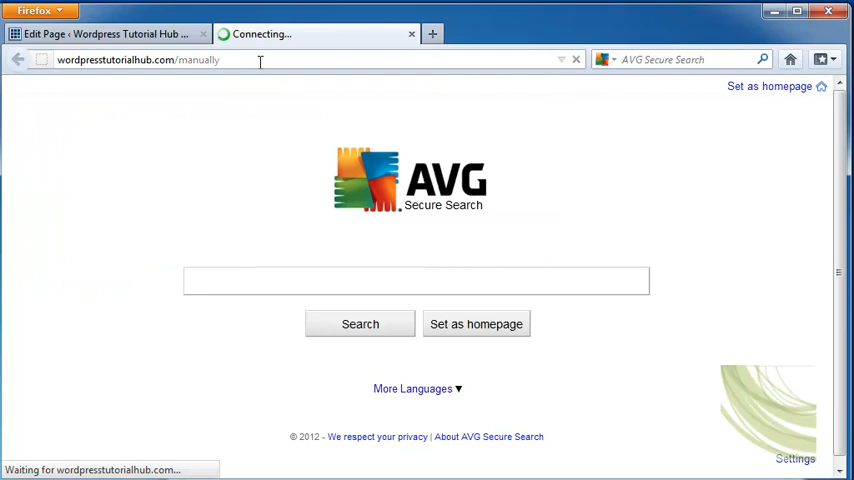 Firefox
Edit Page ‹ Wordpress Tutorial Hub ...
Connecting...
wordpresstutorialhub.com/manually
AVG Secure Search
Set as homepage
AVG
Secure Search
Search
Set as homepage
More Languages ▼
© 2012 - We respect your privacy | About AVG Secure Search
Settings
Waiting for wordpresstutorialhub.com...